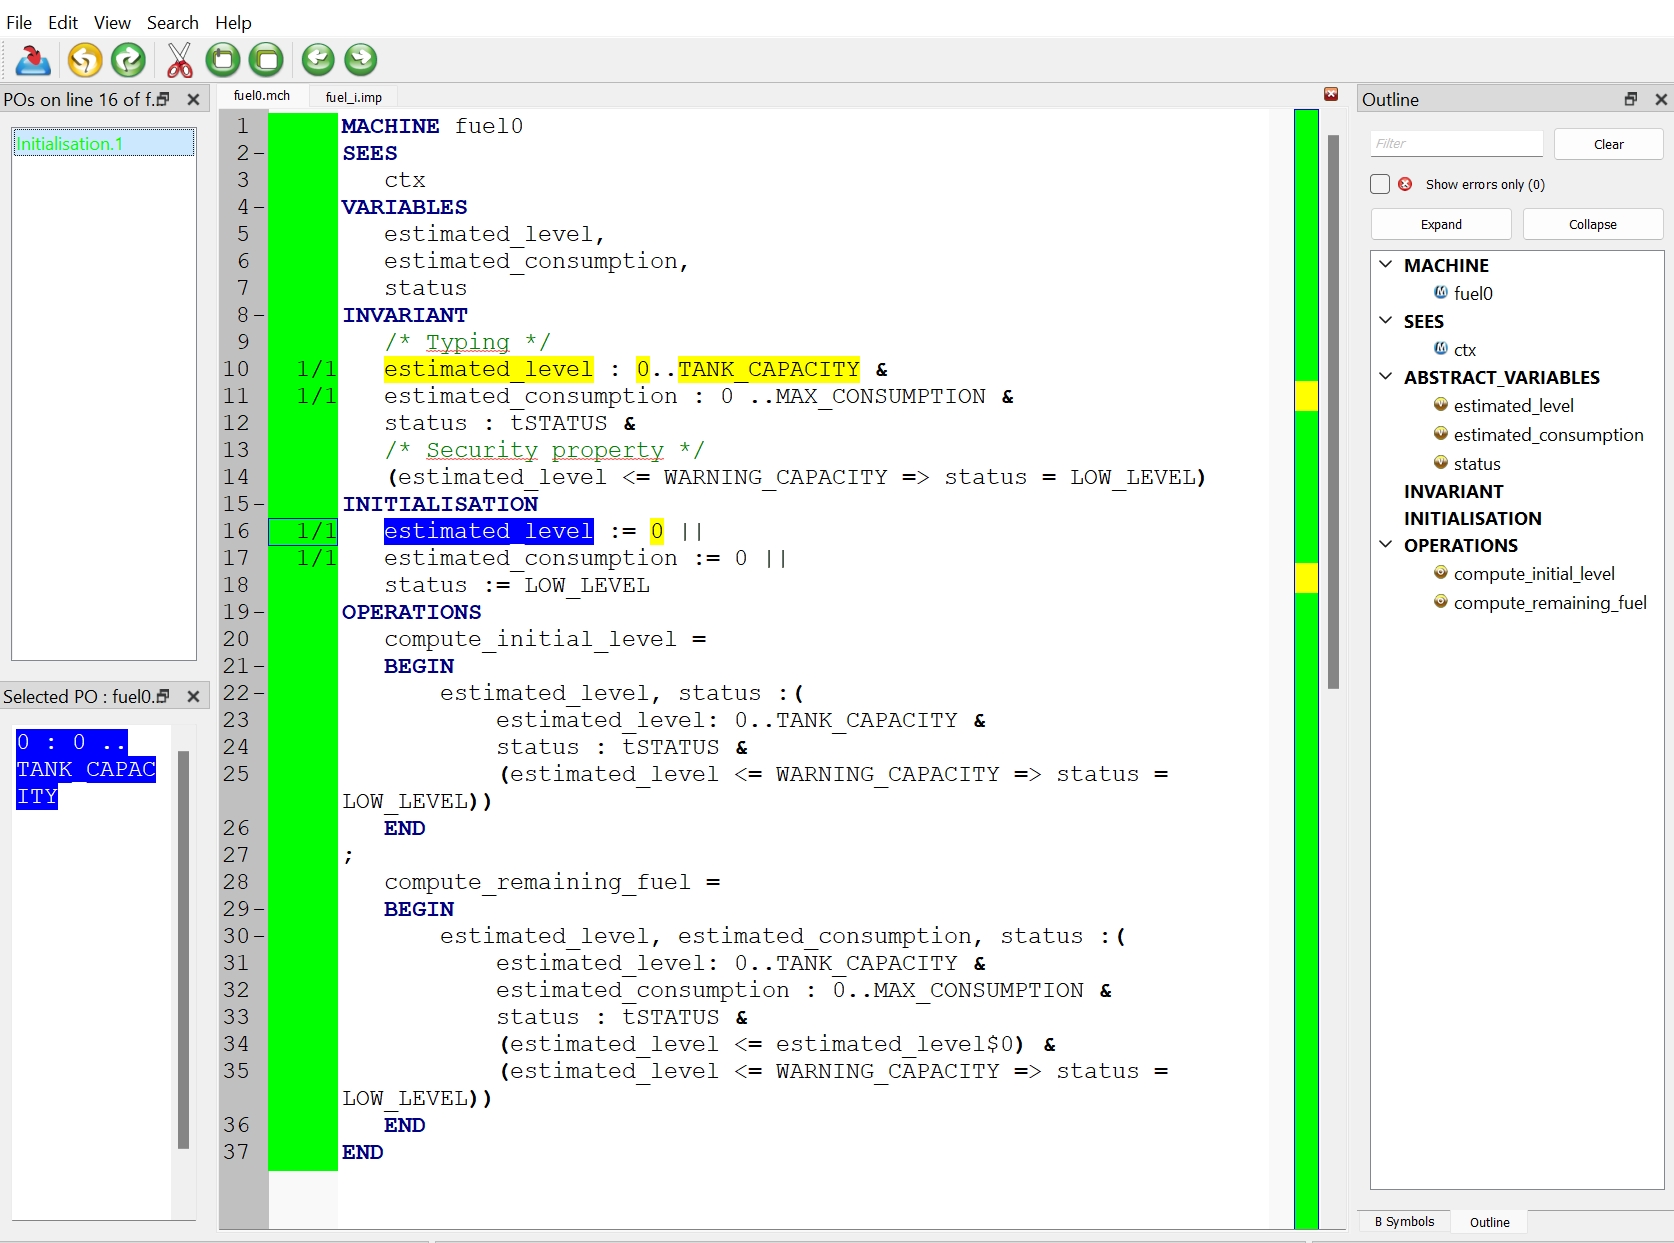 File Edit View Search Help
POs on line 16 of f.
Initialisation.1
Selected PO : fuel0.
0 : 0 ..
TANK_CAPAC
ITY
fuel0.mch fuel_i.imp
1 MACHINE fuel0
2 SEES
3 ctx
4 VARIABLES
5 estimated_level,
6 estimated_consumption,
7 status
8 INVARIANT
9 /* Typing */
10 1/1 estimated_level : 0..TANK_CAPACITY &
11 1/1 estimated_consumption : 0 ..MAX_CONSUMPTION &
12 status : tSTATUS &
13 /* Security property */
14 (estimated_level <= WARNING_CAPACITY => status = LOW_LEVEL)
15 INITIALISATION
16 1/1 estimated_level := 0 ||
17 1/1 estimated_consumption := 0 ||
18 status := LOW_LEVEL
19 OPERATIONS
20 compute_initial_level =
21 BEGIN
22 estimated_level, status :(
23 estimated_level: 0..TANK_CAPACITY &
24 status : tSTATUS &
25 (estimated_level <= WARNING_CAPACITY => status =
LOW_LEVEL))
26 END
27 ;
28 compute_remaining_fuel =
29 BEGIN
30 estimated_level, estimated_consumption, status :(
31 estimated_level: 0..TANK_CAPACITY &
32 estimated_consumption : 0..MAX_CONSUMPTION &
33 status : tSTATUS &
34 (estimated_level <= estimated_level$0) &
35 (estimated_level <= WARNING_CAPACITY => status =
LOW_LEVEL))
36 END
37 END
Outline
Filter Clear
Show errors only (0)
Expand Collapse
MACHINE
fuel0
SEES
ctx
ABSTRACT_VARIABLES
estimated_level
estimated_consumption
status
INVARIANT
INITIALISATION
OPERATIONS
compute_initial_level
compute_remaining_fuel
B Symbols Outline